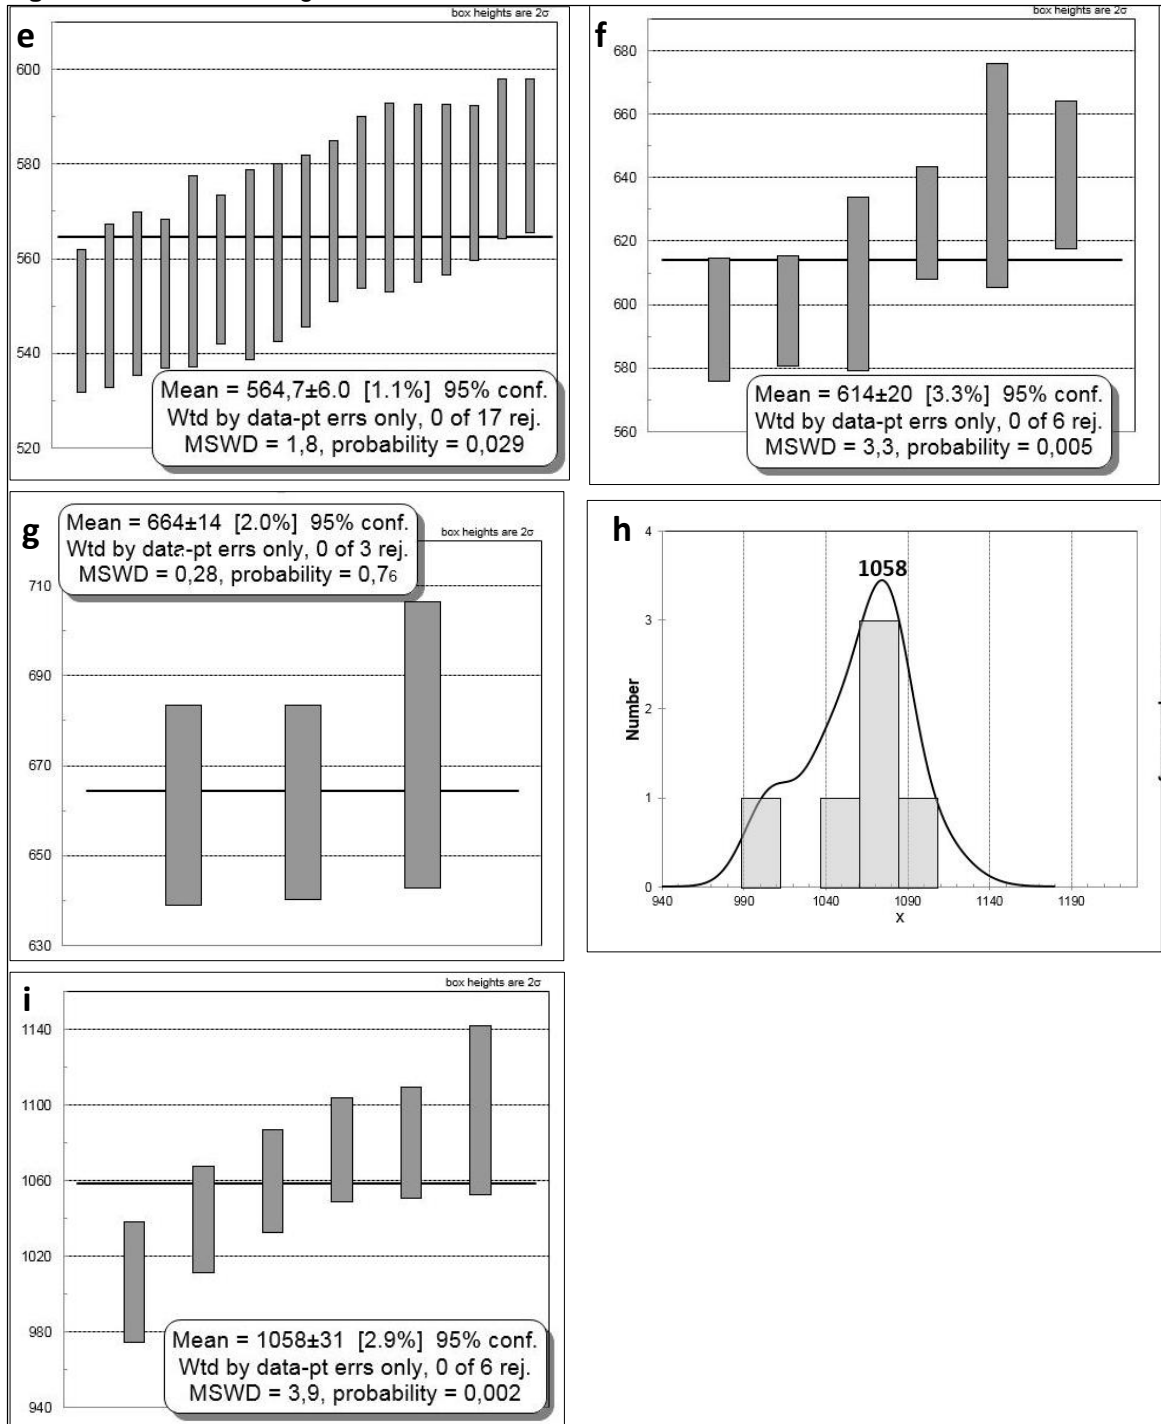 box heights are 2σ
e
600
580
560
540
520
Mean = 564,7±6.0 [1.1%] 95% conf.
Wtd by data-pt errs only, 0 of 17 rej.
MSWD = 1,8, probability = 0,029
box heights are 2σ
f
680
660
640
620
600
580
560
Mean = 614±20 [3.3%] 95% conf.
Wtd by data-pt errs only, 0 of 6 rej.
MSWD = 3,3, probability = 0,005
g
Mean = 664±14 [2.0%] 95% conf.
Wtd by data-pt errs only, 0 of 3 rej.
MSWD = 0,28, probability = 0,76
box heights are 2σ
710
690
670
650
630
h
1058
4
3
2
1
0
Number
940 990 1040 1090 1140 1190
x
box heights are 2σ
i
1140
1100
1060
1020
980
940
Mean = 1058±31 [2.9%] 95% conf.
Wtd by data-pt errs only, 0 of 6 rej.
MSWD = 3,9, probability = 0,002